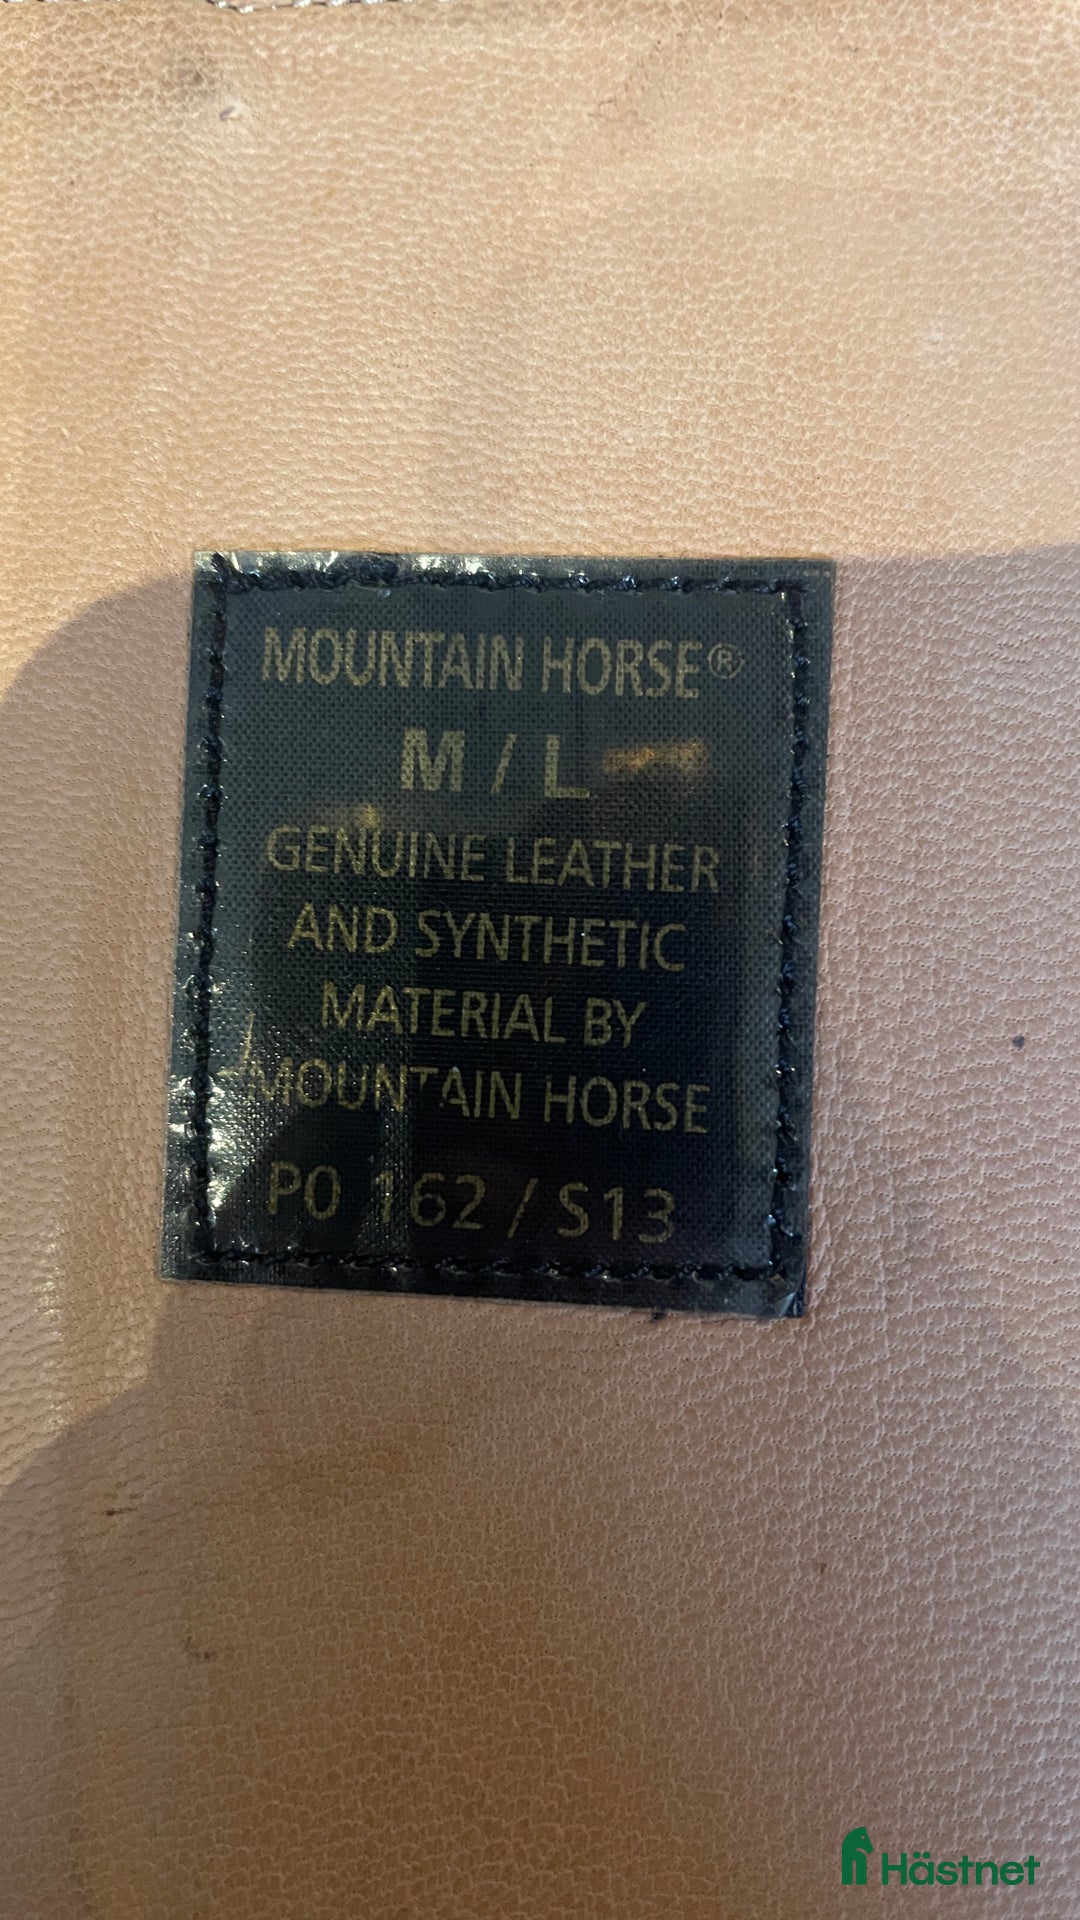 MOUNTAIN HORSE®
M / L
GENUINE LEATHER
AND SYNTHETIC
MATERIAL BY
MOUNTAIN HORSE
PO 162 / S13
Hästnet